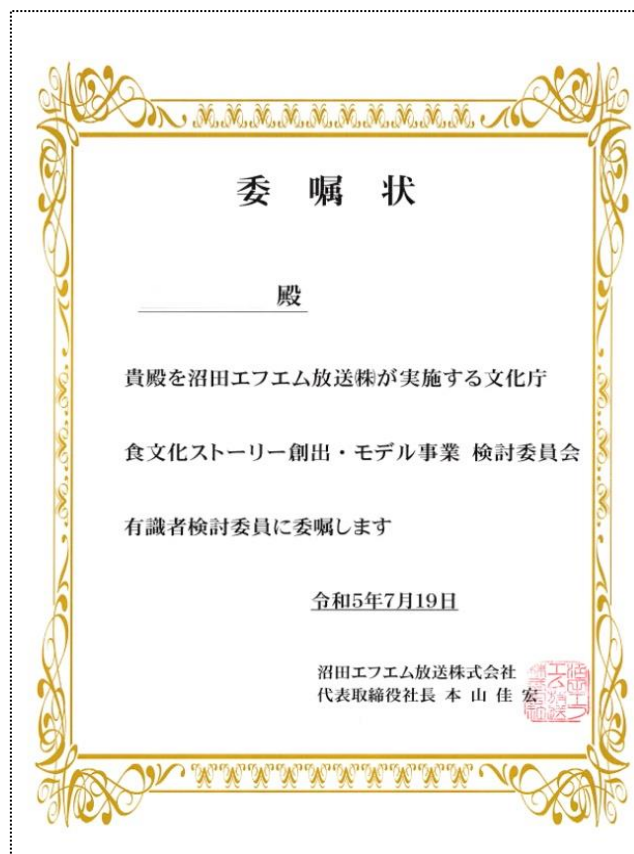 委嘱状
殿
貴殿を沼田エフエム放送㈱が実施する文化庁
食文化ストーリー創出・モデル事業 検討委員会
有識者検討委員に委嘱します
令和5年7月19日
沼田エフエム放送株式会社
代表取締役社長 本山佳宏